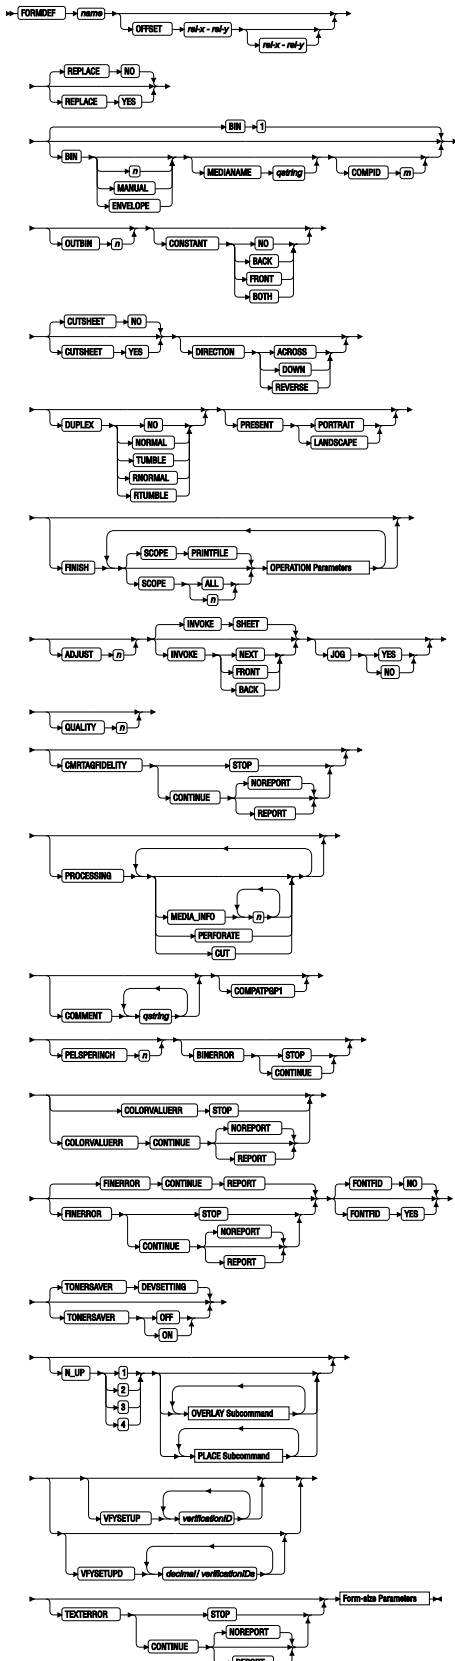 FORMDEF name
OFFSET rel-x - rel-y
rel-x - rel-y
REPLACE NO
REPLACE YES
BIN 1
BIN n MEDIANAME qstring COMPID m
MANUAL
ENVELOPE
OUTBIN n CONSTANT NO
BACK
FRONT
BOTH
CUTSHEET NO
CUTSHEET YES DIRECTION ACROSS
DOWN
REVERSE
DUPLEX NO PRESENT PORTRAIT
NORMAL LANDSCAPE
TUMBLE
RNORMAL
RTUMBLE
SCOPE PRINTFILE
FINISH OPERATION Parameters
SCOPE ALL
n
INVOKE SHEET
ADJUST n INVOKE NEXT JOG YES
FRONT NO
BACK
QUALITY n
CMRTAGFIDELITY STOP
NOREPORT
CONTINUE
REPORT
PROCESSING
MEDIA_INFO n
PERFORATE
CUT
COMMENT qstring COMPATPGP1
PELSPERINCH n BINERROR STOP
CONTINUE
COLORVALUERR STOP
NOREPORT
COLORVALUERR CONTINUE
REPORT
FINERROR CONTINUE REPORT FONTFID NO
FINERROR STOP FONTFID YES
NOREPORT
CONTINUE
REPORT
TONERSAVER DEVSETTING
TONERSAVER OFF
ON
N_UP 1
2
3 OVERLAY Subcommand
4
PLACE Subcommand
VFYSETUP verificationID
VFYSETUPD decimal / verificationIDs
Form-size Parameters
TEXTERROR STOP
NOREPORT
CONTINUE
REPORT